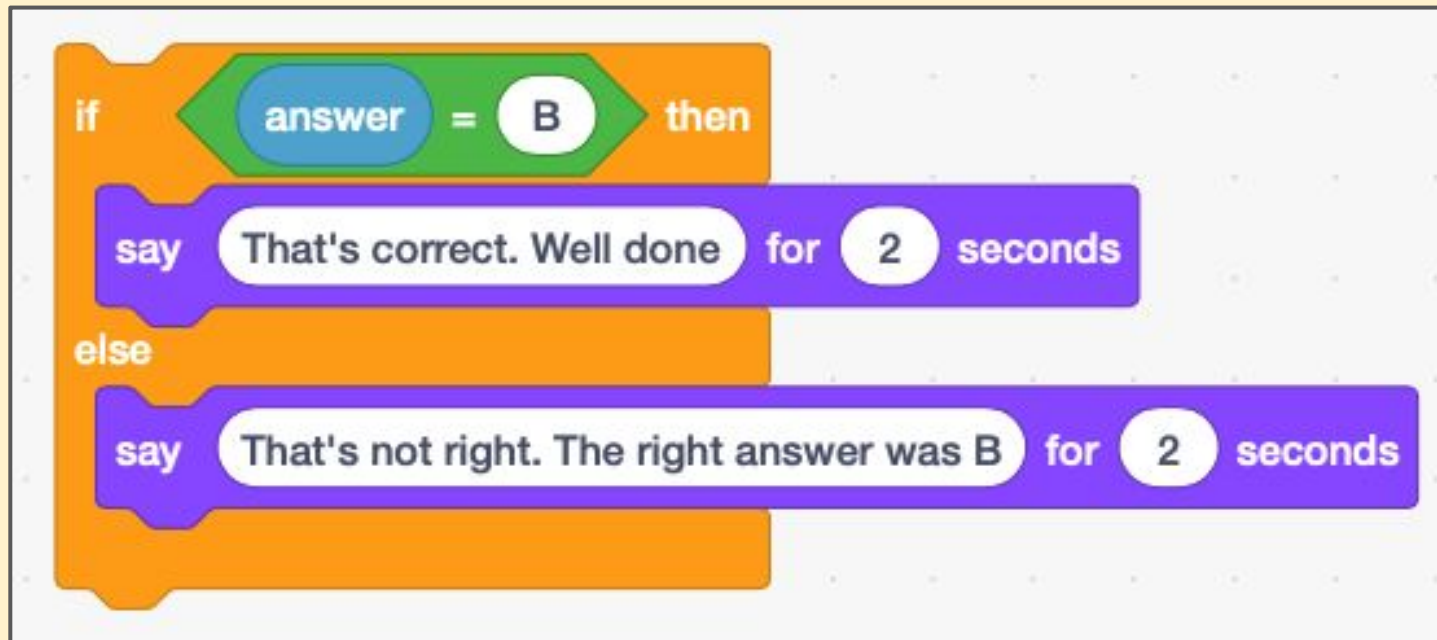 if answer = B then
say That's correct. Well done for 2 seconds
else
say That's not right. The right answer was B for 2 seconds